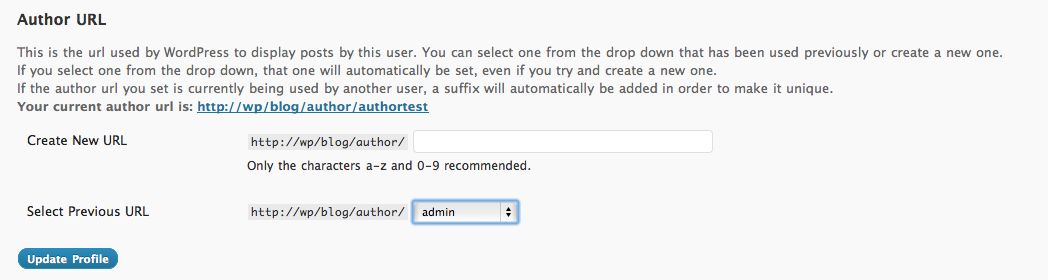 Author URL
This is the url used by WordPress to display posts by this user. You can select one from the drop down that has been used previously or create a new one.
If you select one from the drop down, that one will automatically be set, even if you try and create a new one.
If the author url you set is currently being used by another user, a suffix will automatically be added in order to make it unique.
Your current author url is: http://wp/blog/author/authortest
Create New URL http://wp/blog/author/
Only the characters a-z and 0-9 recommended.
Select Previous URL http://wp/blog/author/ admin
Update Profile